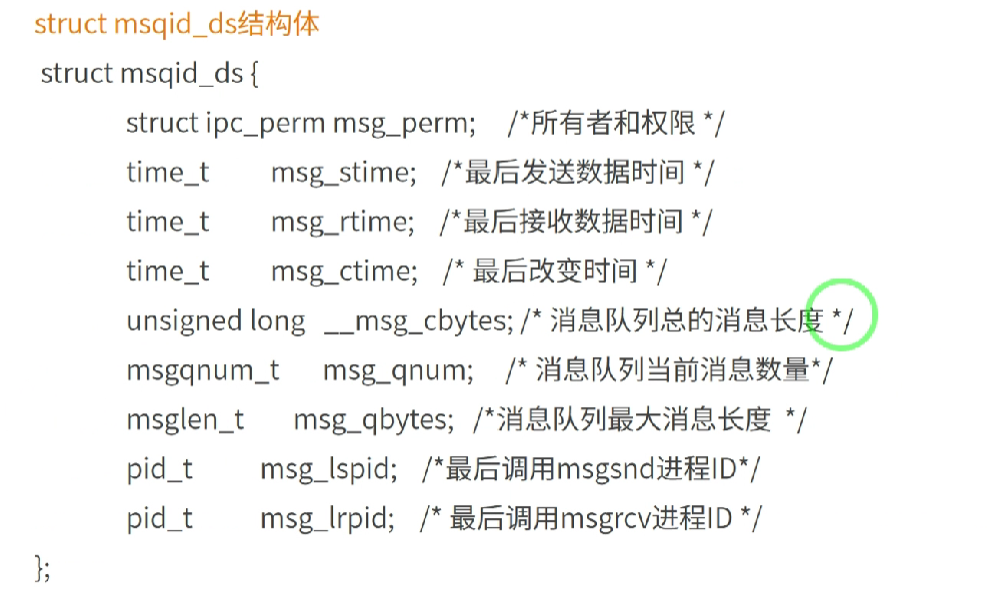 struct msqid_ds结构体
struct msqid_ds {
struct ipc_perm msg_perm; /*所有者和权限 */
time_t msg_stime; /*最后发送数据时间 */
time_t msg_rtime; /*最后接收数据时间 */
time_t msg_ctime; /* 最后改变时间 */
unsigned long __msg_cbytes; /* 消息队列总的消息长度 */
msgqnum_t msg_qnum; /* 消息队列当前消息数量*/
msglen_t msg_qbytes; /*消息队列最大消息长度 */
pid_t msg_lspid; /*最后调用msgsnd进程ID*/
pid_t msg_lrpid; /* 最后调用msgrcv进程ID */
};